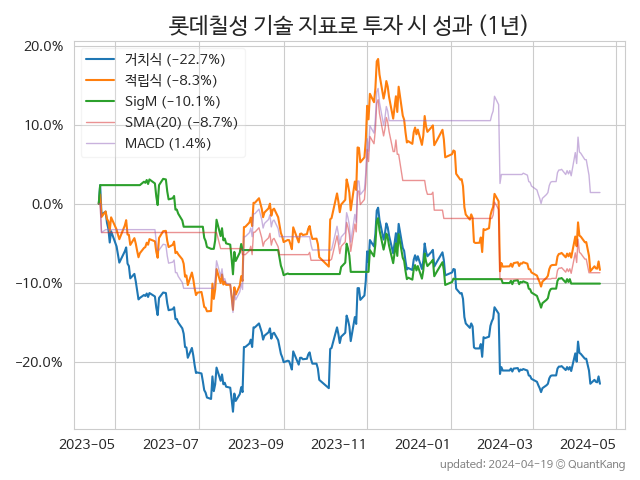 롯데칠성 기술 지표로 투자 시 성과 (1년)
20.0%
10.0%
0.0%
−10.0%
−20.0%
거치식 (−22.7%)
적립식 (−8.3%)
SigM (−10.1%)
SMA(20) (−8.7%)
MACD (1.4%)
2023-05 2023-07 2023-09 2023-11 2024-01 2024-03 2024-05
updated: 2024-04-19 © QuantKang